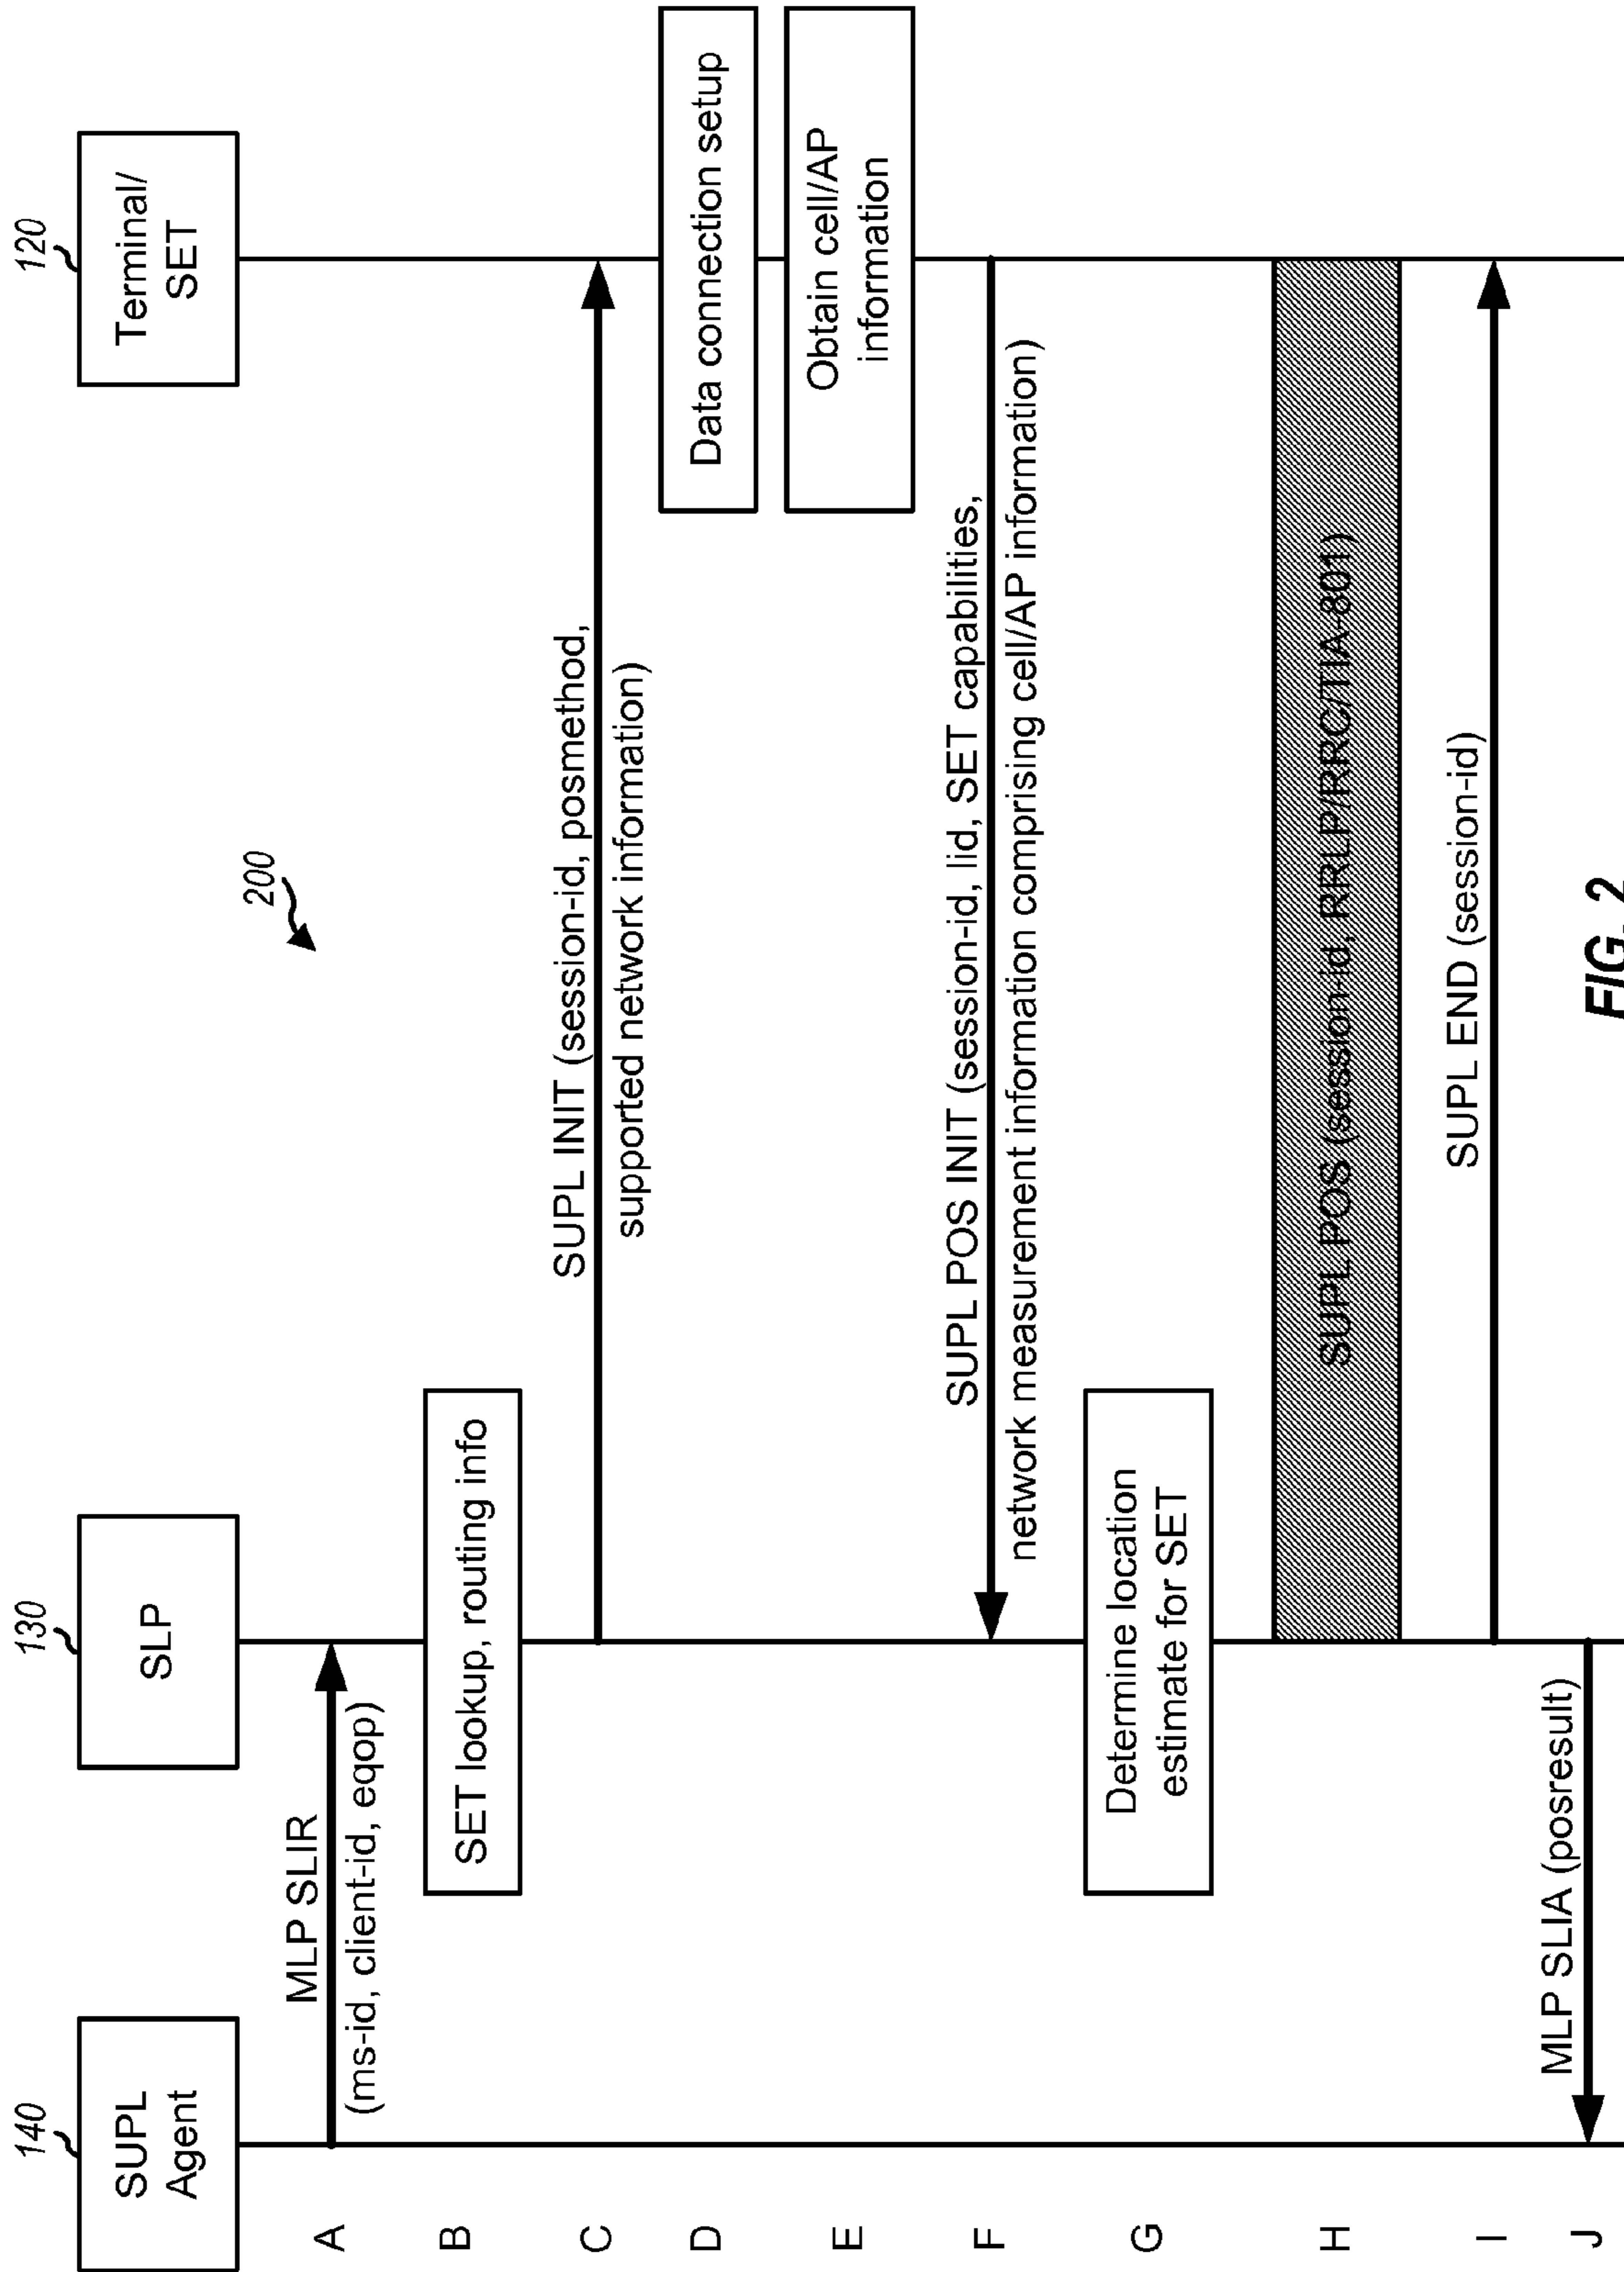 140
130
120
SUPL
Agent
SLP
Terminal/
SET
200
A
MLP SLIR
(ms-id, client-id, eqop)
B
SET lookup, routing info
C
SUPL INIT (session-id, posmethod,
supported network information)
D
Data connection setup
E
Obtain cell/AP
information
F
SUPL POS INIT (session-id, lid, SET capabilities,
network measurement information comprising cell/AP information)
G
Determine location
estimate for SET
H
SUPL POS (session-id, RRLP/RRC/TIA-801)
I
SUPL END (session-id)
J
MLP SLIA (posresult)
FIG. 2